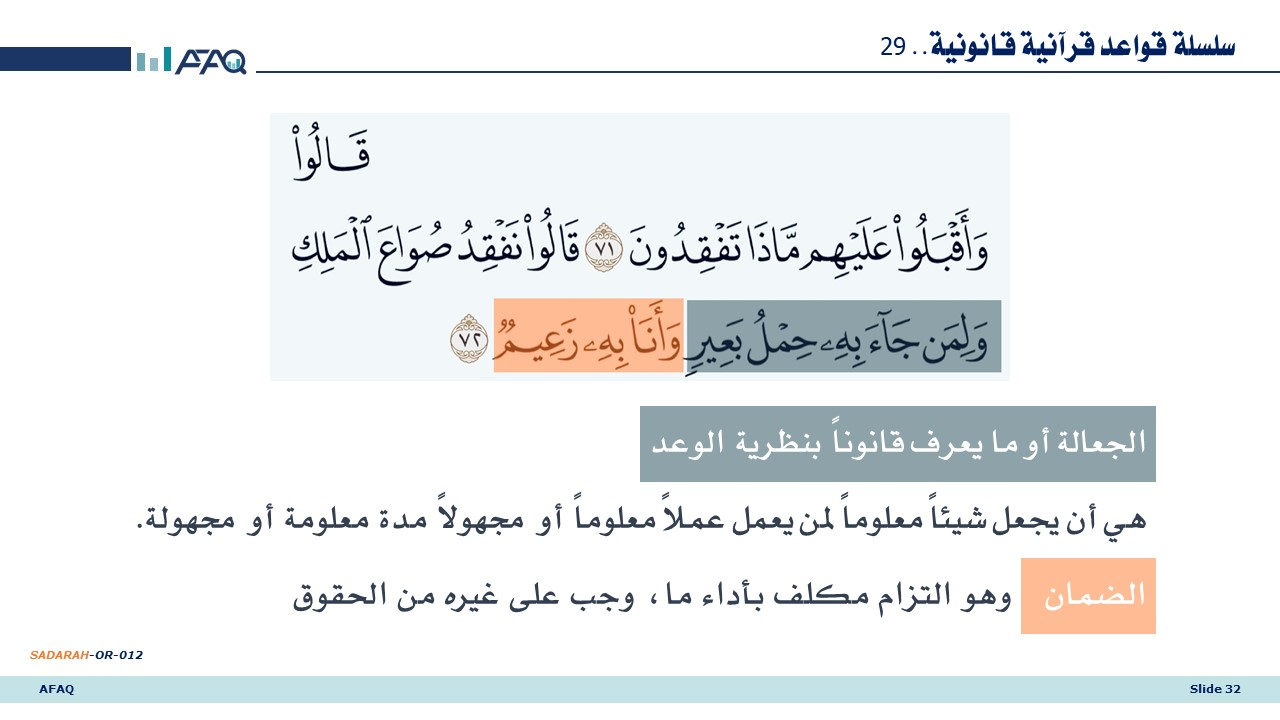 سلسلة قواعد قرآنية قانونية.. 29
AFAQ
قَالُوا۟
وَأَقْبَلُوا۟ عَلَيْهِم مَّاذَا تَفْقِدُونَ ٧١ قَالُوا۟ نَفْقِدُ صُوَاعَ ٱلْمَلِكِ
وَلِمَن جَآءَ بِهِۦ حِمْلُ بَعِيرٍ وَأَنَا۠ بِهِۦ زَعِيمٌ ٧٢
الجعالة أو ما يعرف قانوناً بنظرية الوعد
هي أن يجعل شيئاً معلوماً لمن يعمل عملاً معلوماً أو مجهولاً مدة معلومة أو مجهولة.
الضمان وهو التزام مكلف بأداء ما، وجب على غيره من الحقوق
SADARAH-OR-012
AFAQ Slide 32